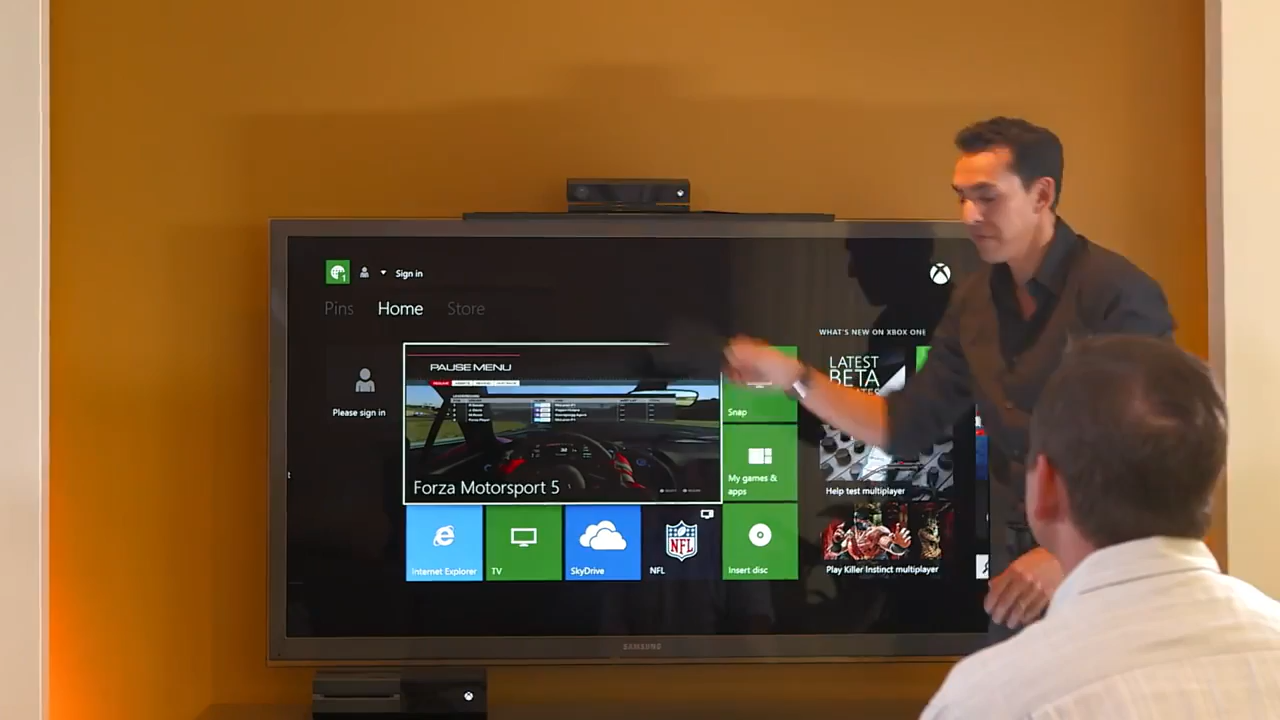 1
Sign in
Pins Home Store
WHAT'S NEW ON XBOX ONE
PAUSE MENU
LATEST
BETA
Please sign in
Snap
Forza Motorsport 5
My games &
apps
Help test multiplayer
Internet Explorer
TV
SkyDrive
NFL
NFL
Insert disc
Play Killer Instinct multiplayer
SAMSUNG